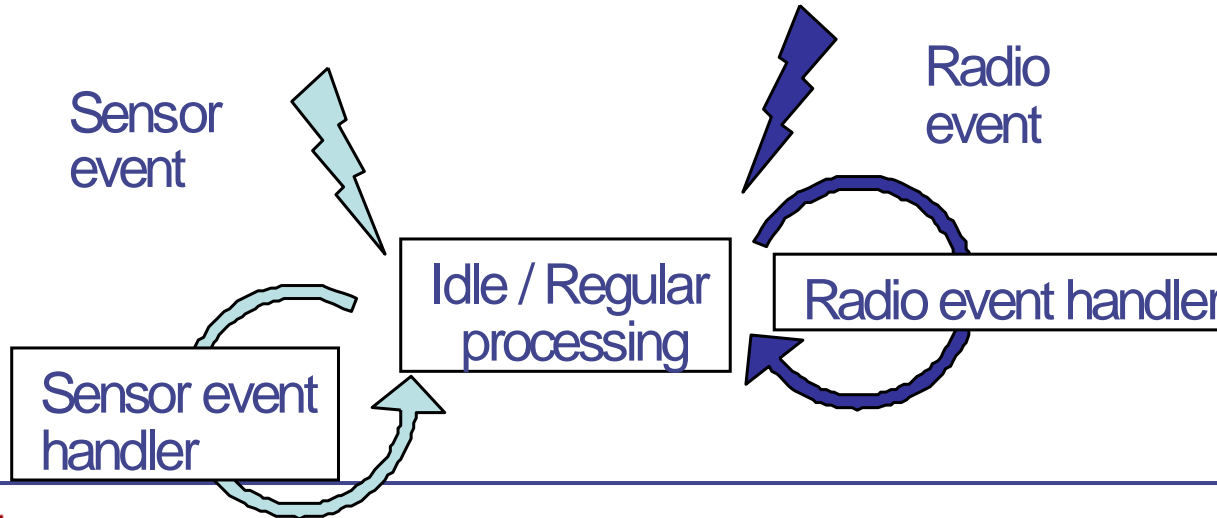 Sensor
event
Radio
event
Idle / Regular
processing
Radio event handler
Sensor event
handler